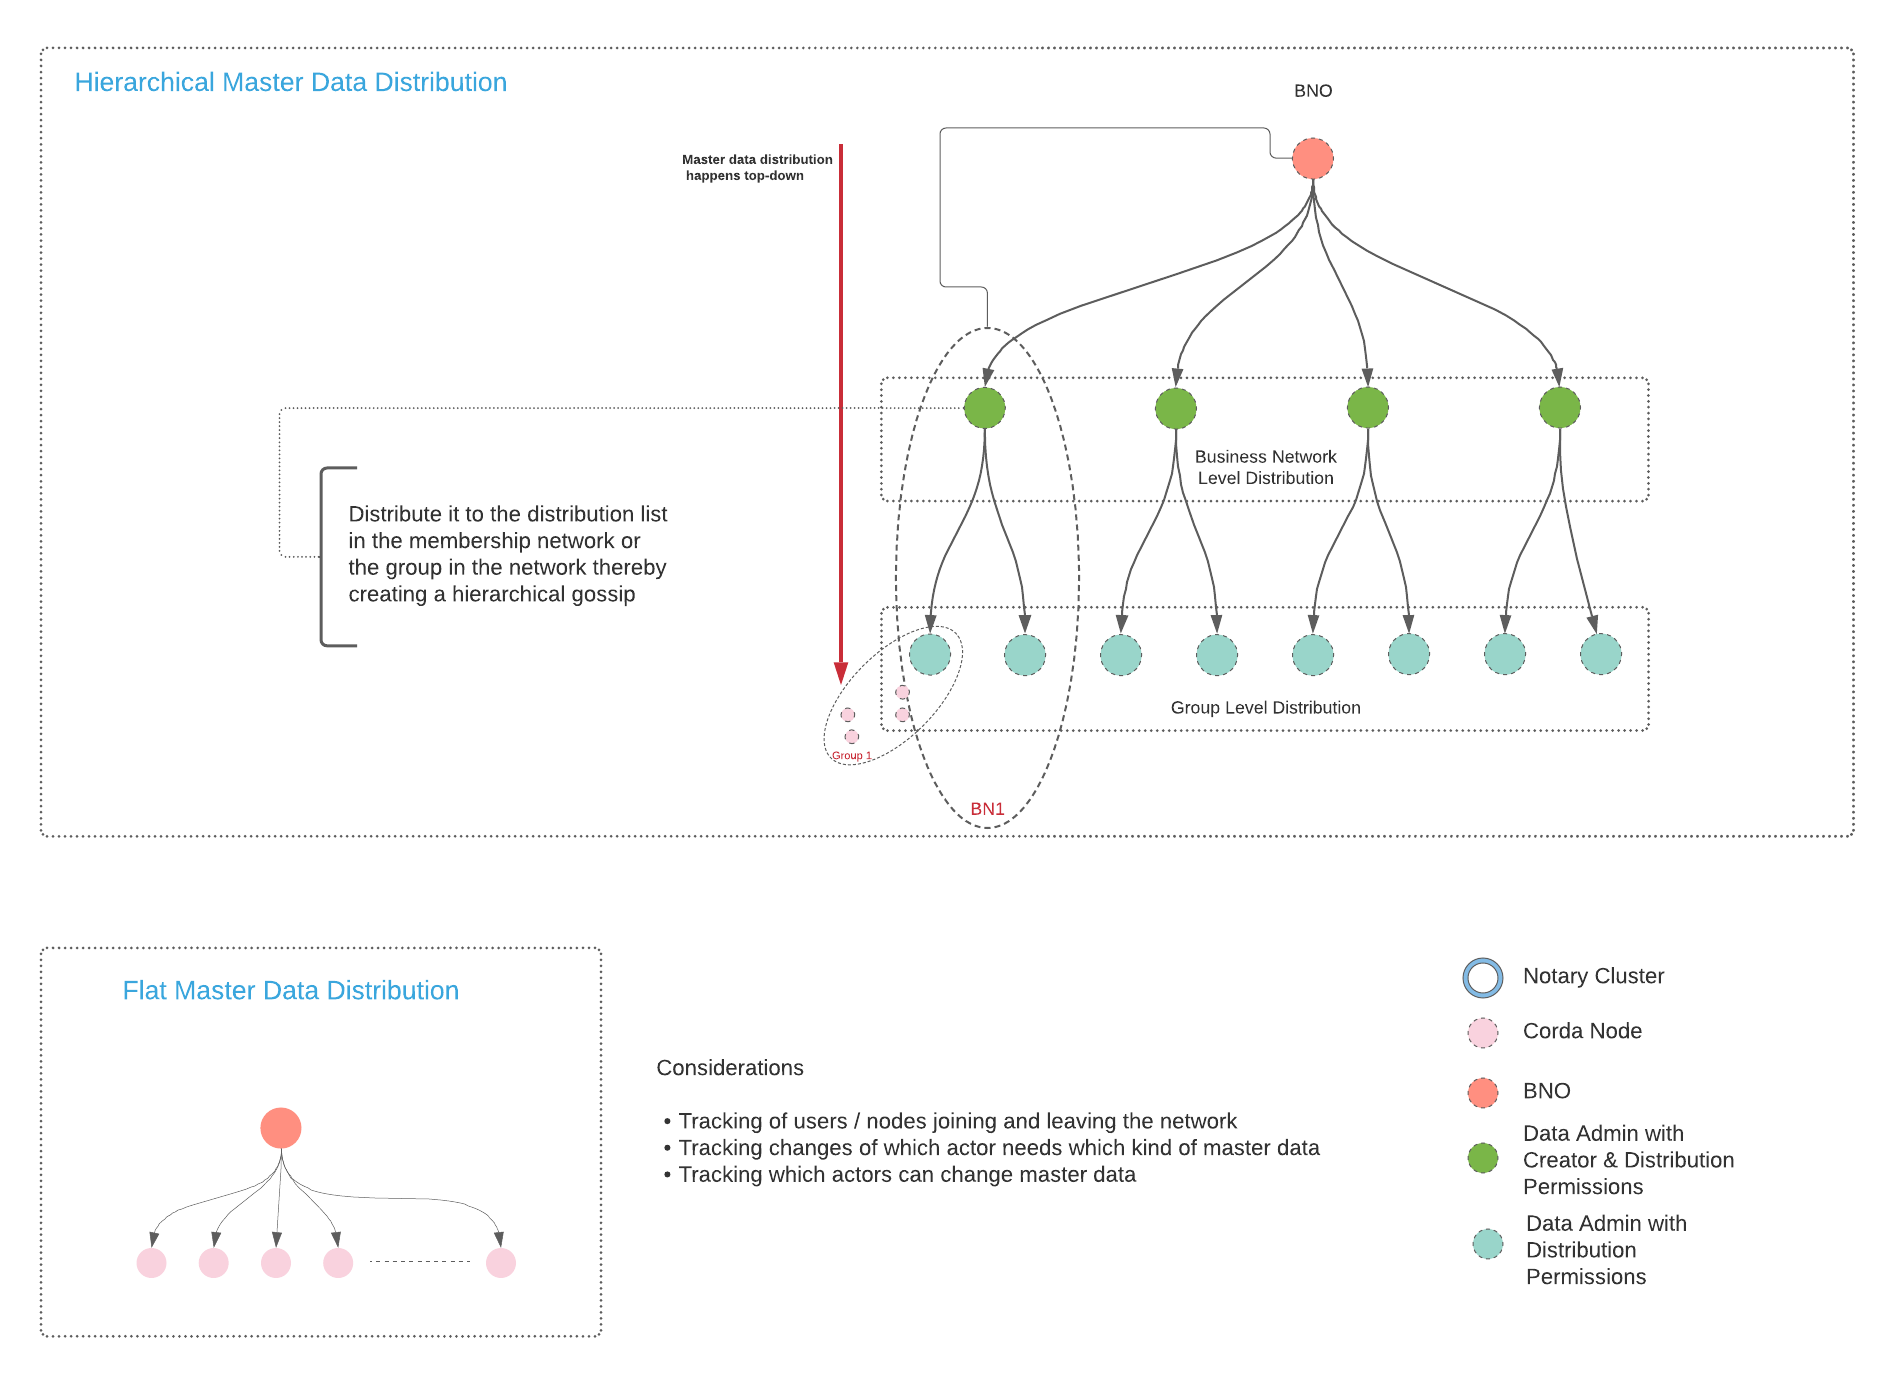 Hierarchical Master Data Distribution
BNO
Master data distribution
happens top-down
Business Network
Level Distribution
Distribute it to the distribution list
in the membership network or
the group in the network thereby
creating a hierarchical gossip
Group Level Distribution
Group 1
BN1
Flat Master Data Distribution
Considerations
• Tracking of users / nodes joining and leaving the network
• Tracking changes of which actor needs which kind of master data
• Tracking which actors can change master data
Notary Cluster
Corda Node
BNO
Data Admin with
Creator & Distribution
Permissions
Data Admin with
Distribution
Permissions